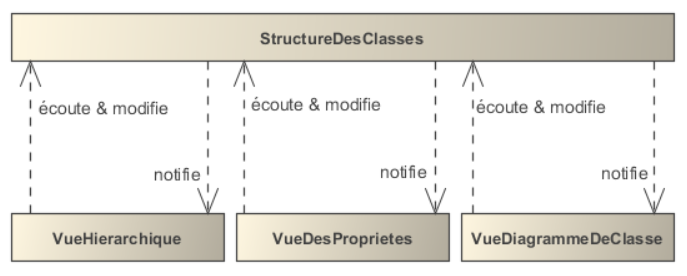 StructureDesClasses
écoute & modifie
écoute & modifie
écoute & modifie
notifie
notifie
notifie
VueHierarchique
VueDesProprietes
VueDiagrammeDeClasse